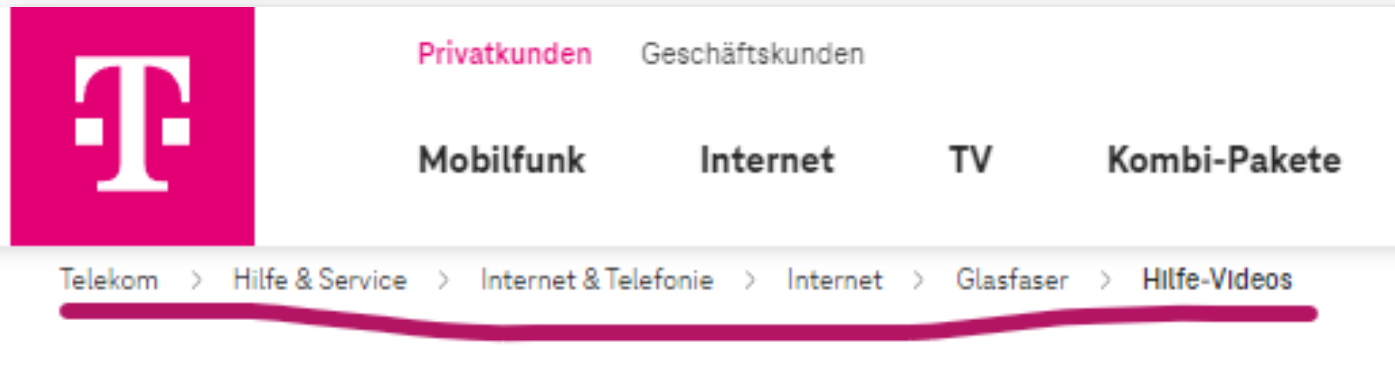 T
Privatkunden Geschäftskunden
Mobilfunk Internet TV Kombi-Pakete
Telekom > Hilfe & Service > Internet & Telefonie > Internet > Glasfaser > Hilfe-Videos